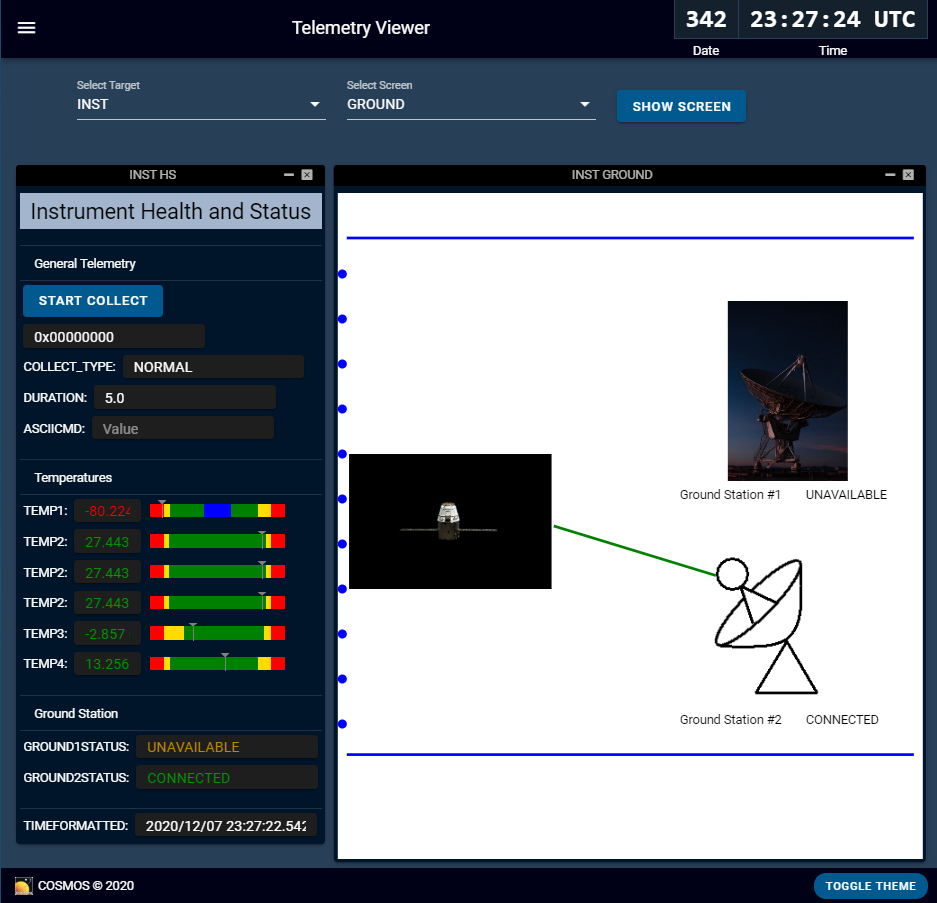 Telemetry Viewer
342 23:27:24 UTC
Date Time
Select Target Select Screen
INST GROUND SHOW SCREEN
INST HS
Instrument Health and Status
General Telemetry
START COLLECT
0x00000000
COLLECT_TYPE: NORMAL
DURATION: 5.0
ASCIICMD: Value
Temperatures
TEMP1: -80.224
TEMP2: 27.443
TEMP2: 27.443
TEMP2: 27.443
TEMP3: -2.857
TEMP4: 13.256
Ground Station
GROUND1STATUS: UNAVAILABLE
GROUND2STATUS: CONNECTED
TIMEFORMATTED: 2020/12/07 23:27:22.542
INST GROUND
Ground Station #1 UNAVAILABLE
Ground Station #2 CONNECTED
COSMOS © 2020
TOGGLE THEME